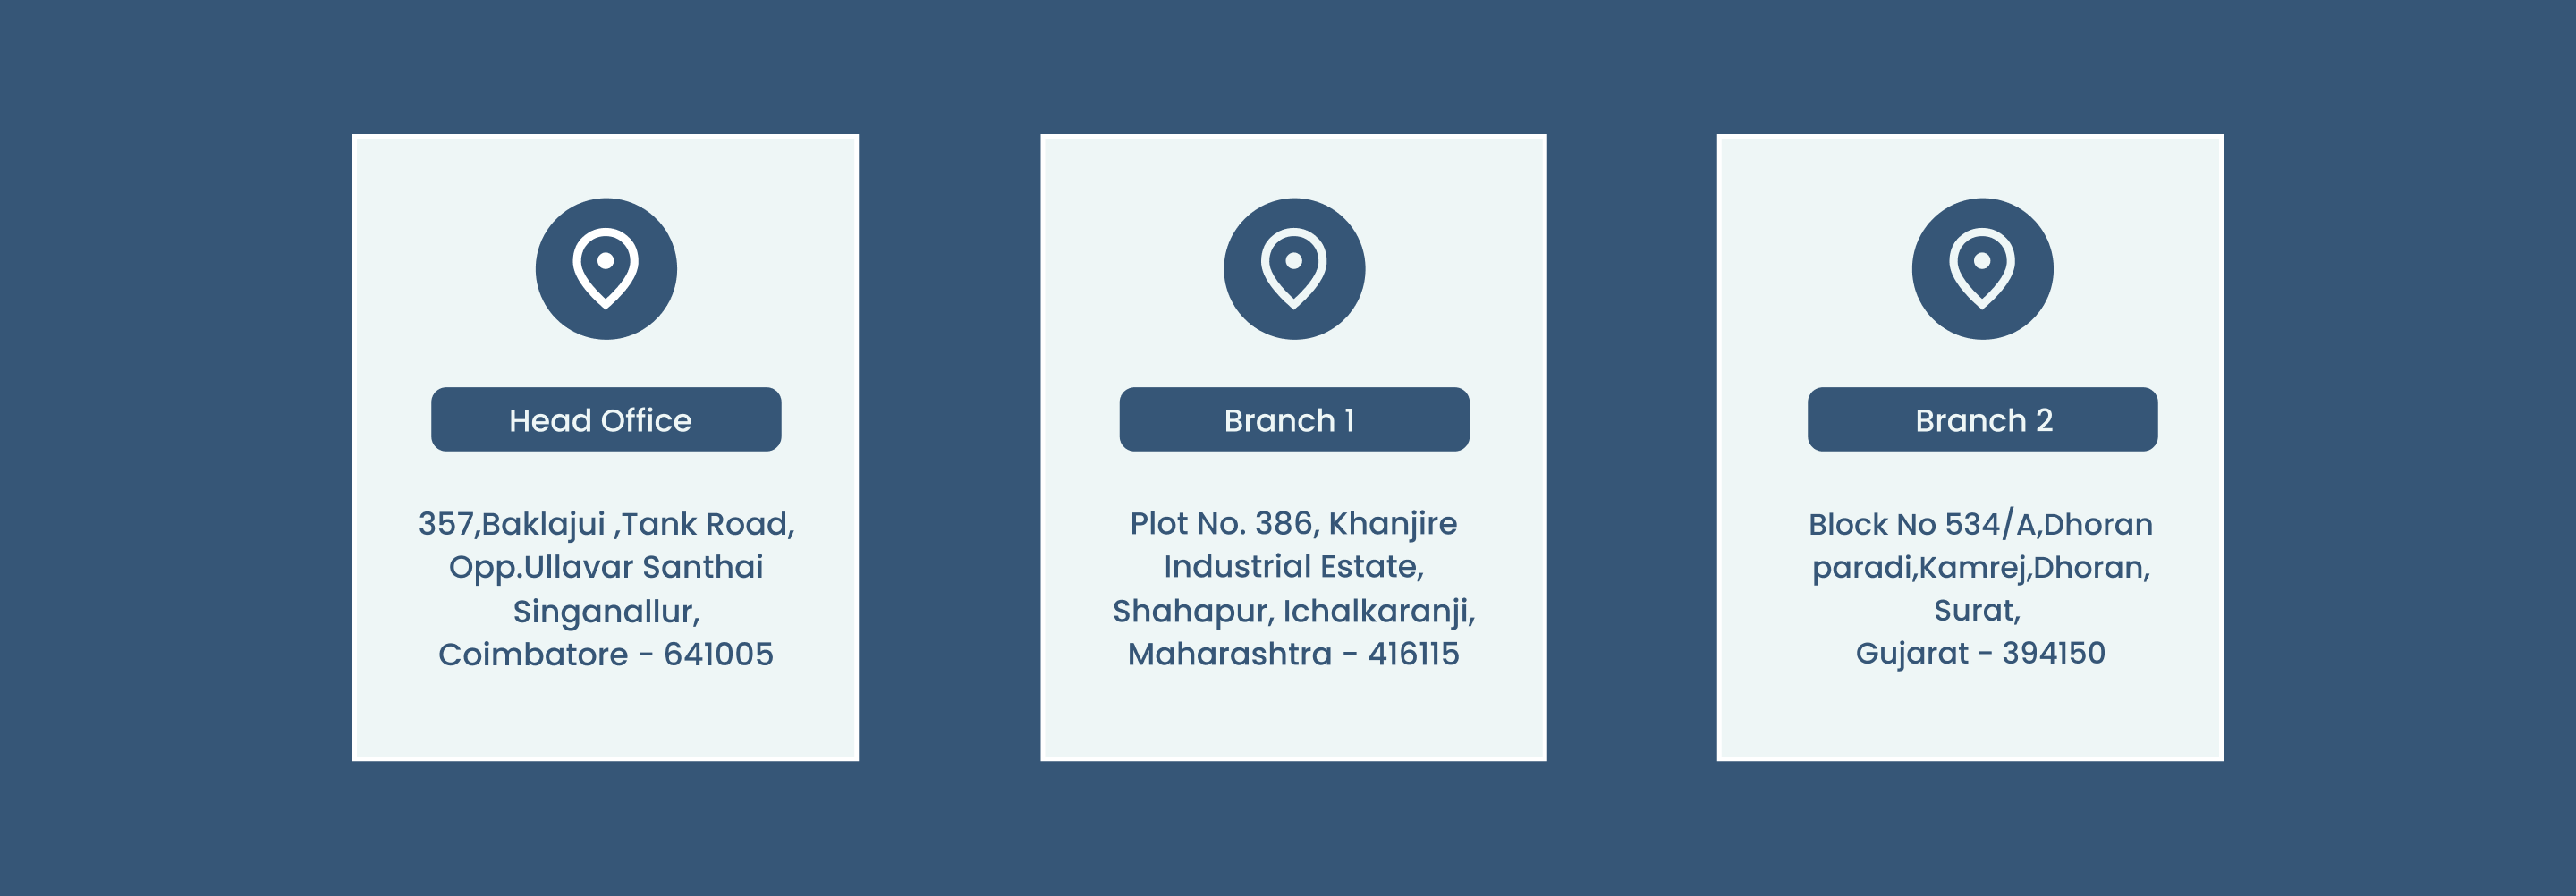 Head Office
357,Baklajui ,Tank Road,
Opp.Ullavar Santhai
Singanallur,
Coimbatore - 641005
Branch 1
Plot No. 386, Khanjire
Industrial Estate,
Shahapur, Ichalkaranji,
Maharashtra - 416115
Branch 2
Block No 534/A,Dhoran
paradi,Kamrej,Dhoran,
Surat,
Gujarat - 394150